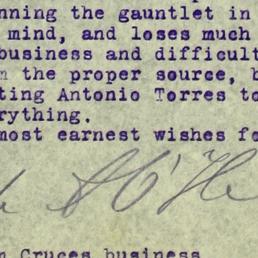 nning the gauntlet in
mind, and loses much
business and difficult
n the proper source, b
ting Antonio Torres to
rything.
most earnest wishes fo
n Cruces business